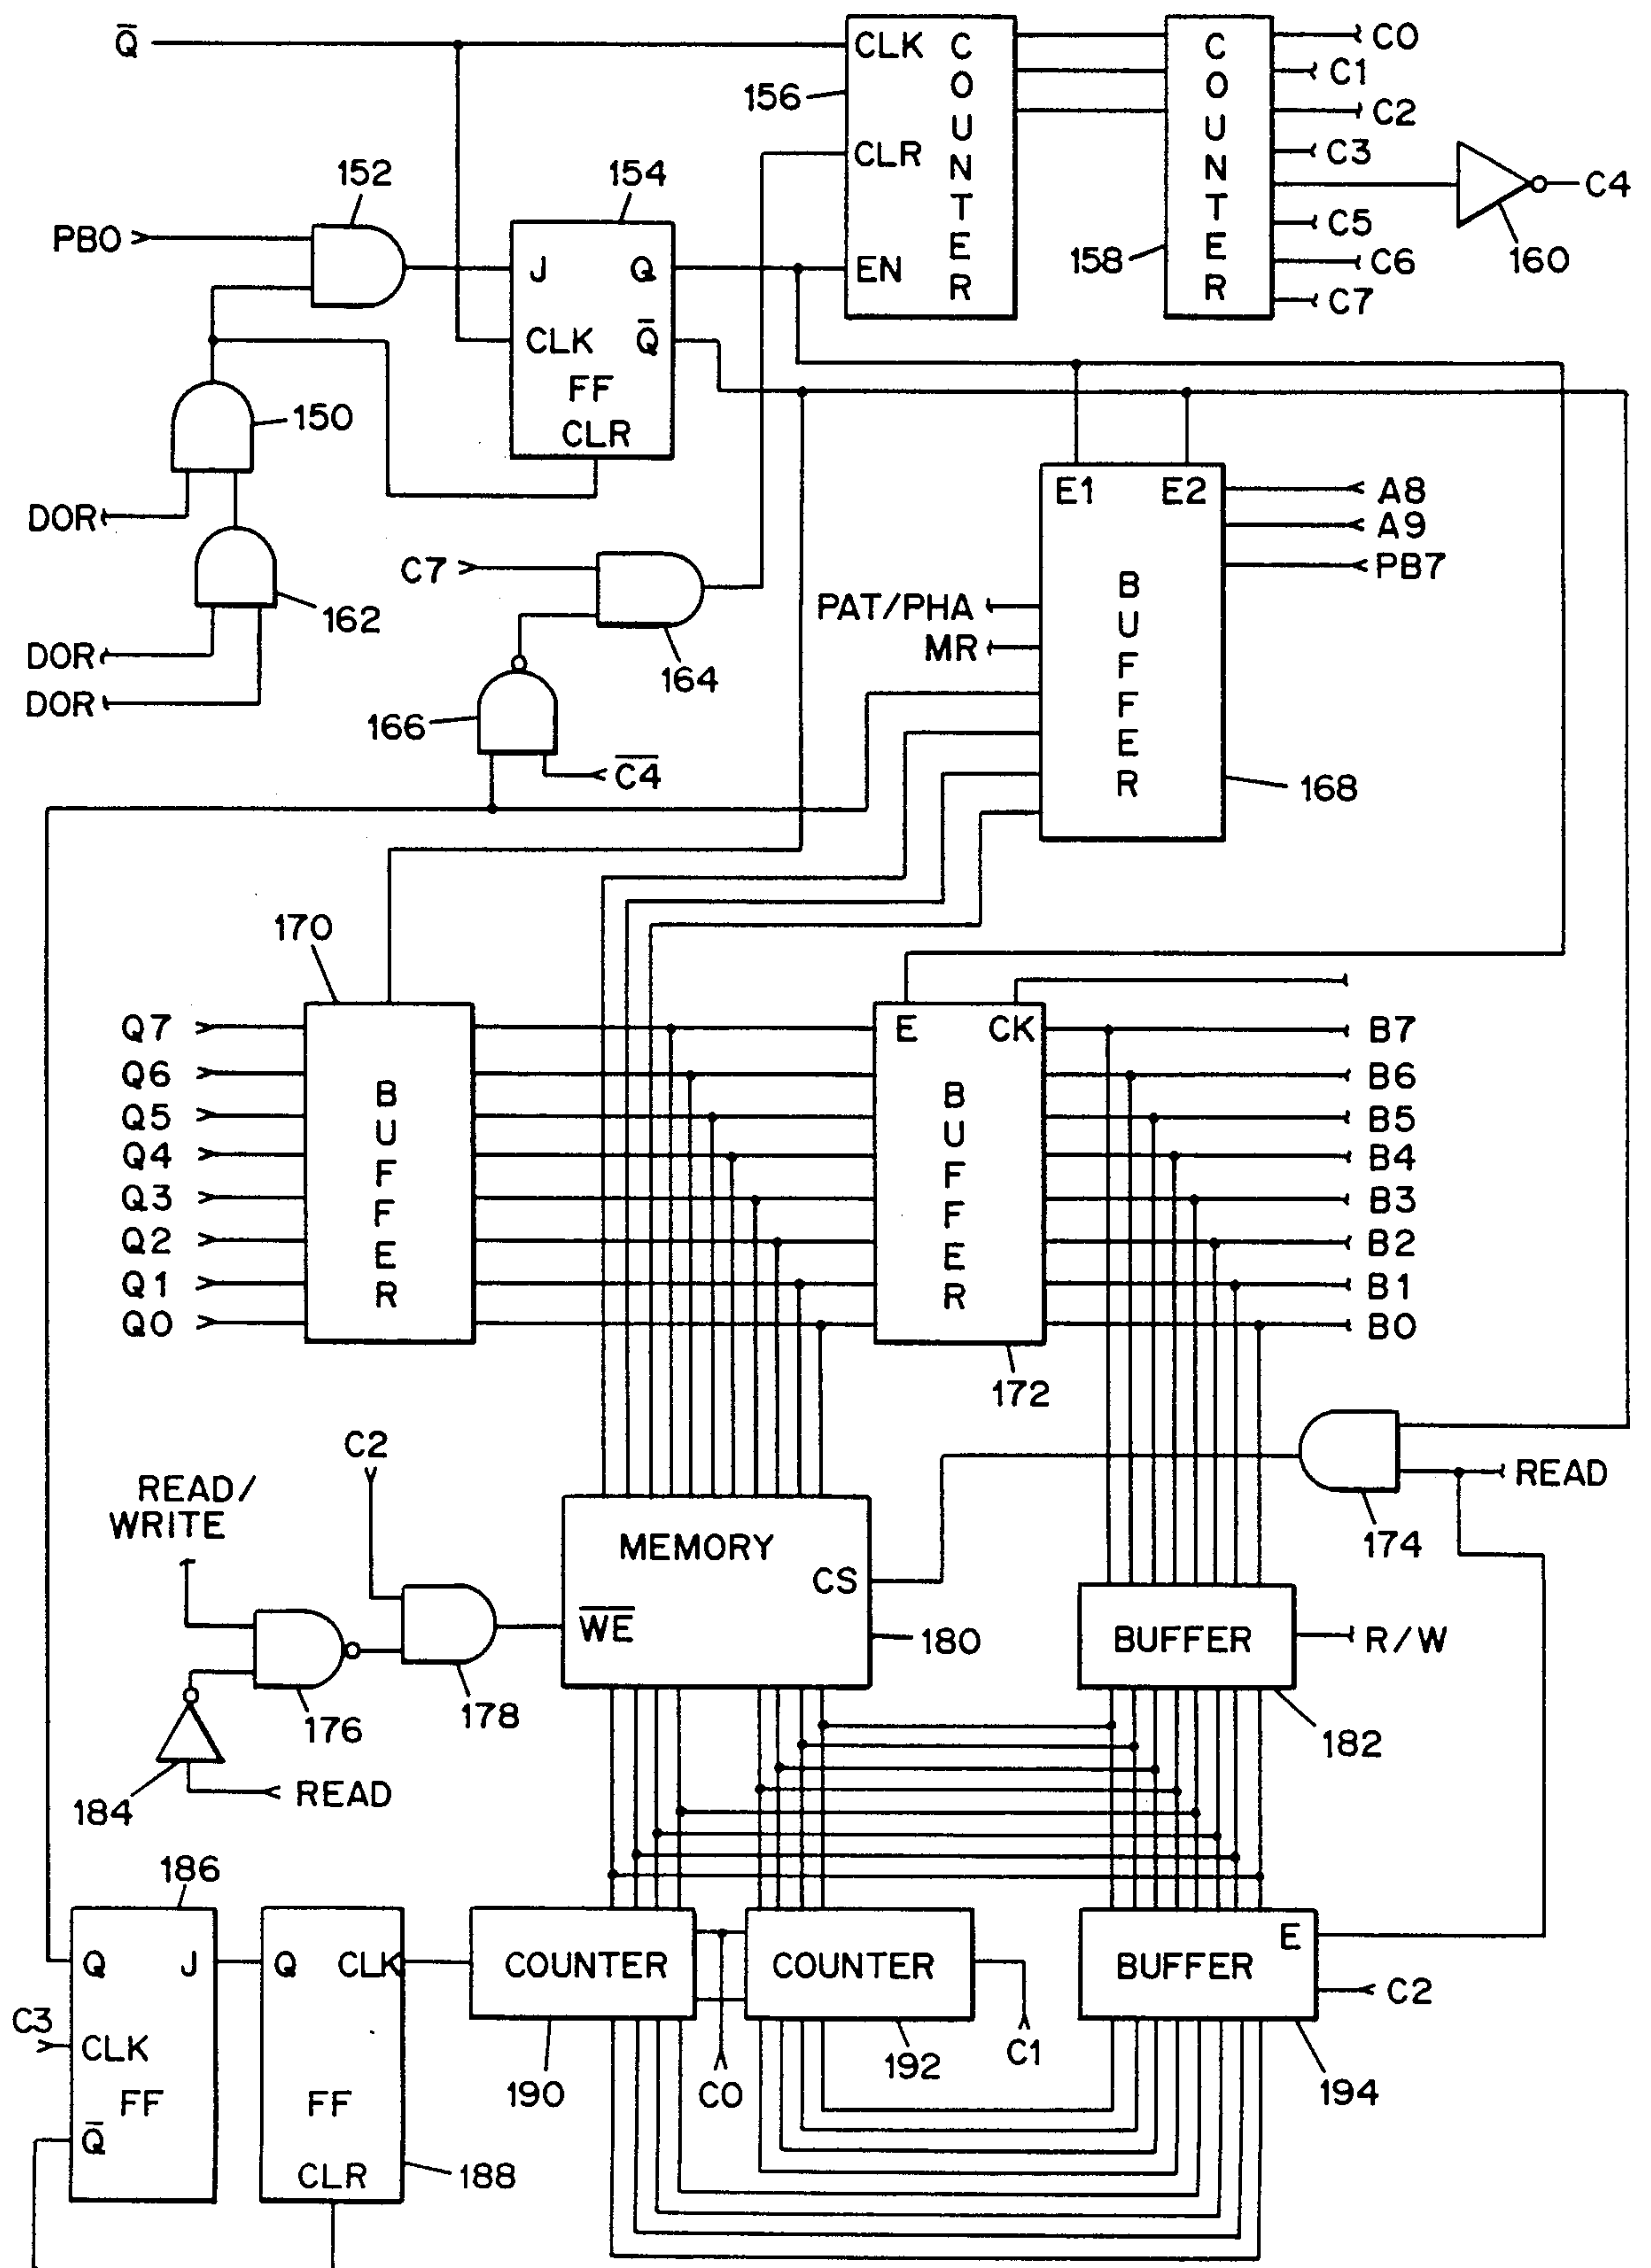 Q̄
CLK
COUNTER
156
CLR
EN
COUNTER
158
C0
C1
C2
C3
C4
C5
C6
C7
160
152
154
PB0
J
Q
CLK
Q̄
FF
CLR
150
DOR
162
DOR
DOR
C7
164
166
C̅4̅
E1
E2
A8
A9
PB7
PAT/PHA
MR
BUFFER
168
170
Q7
Q6
Q5
Q4
Q3
Q2
Q1
Q0
BUFFER
E
CK
BUFFER
172
B7
B6
B5
B4
B3
B2
B1
B0
C2
READ/
WRITE
MEMORY
CS
W̅E̅
180
READ
174
BUFFER
R/W
182
176
178
184
READ
186
Q
J
C3
CLK
FF
Q̄
Q
CLK
FF
CLR
188
COUNTER
190
C0
COUNTER
192
C1
BUFFER
E
C2
194